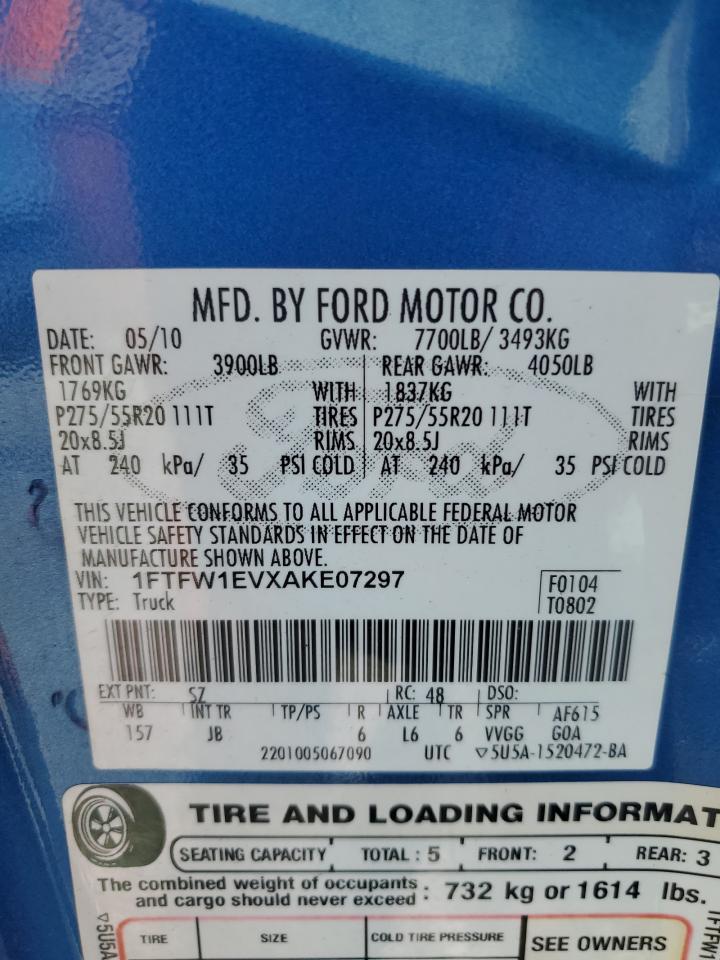 MFD. BY FORD MOTOR CO.
DATE: 05/10 GVWR: 7700LB/ 3493KG
FRONT GAWR: 3900LB REAR GAWR: 4050LB
1769KG WITH 1837KG WITH
P275/55R20 111T TIRES P275/55R20 111T TIRES
20x8.5J RIMS 20x8.5J RIMS
AT 240 kPa/ 35 PSI COLD AT 240 kPa/ 35 PSI COLD
THIS VEHICLE CONFORMS TO ALL APPLICABLE FEDERAL MOTOR
VEHICLE SAFETY STANDARDS IN EFFECT ON THE DATE OF
MANUFACTURE SHOWN ABOVE.
VIN: 1FTFW1EVXAKE07297 F0104
TYPE: Truck T0802
EXT PNT: SZ RC: 48 DSO:
WB INT TR TP/PS R AXLE TR SPR AF615
157 JB 6 L6 6 VVGG GOA
2201005067090 UTC ▽5U5A-1520472-BA
TIRE AND LOADING INFORMAT
SEATING CAPACITY TOTAL : 5 FRONT: 2 REAR: 3
The combined weight of occupants
and cargo should never exceed : 732 kg or 1614 lbs.
TIRE SIZE COLD TIRE PRESSURE SEE OWNERS
▽5U5A
1FTFW1